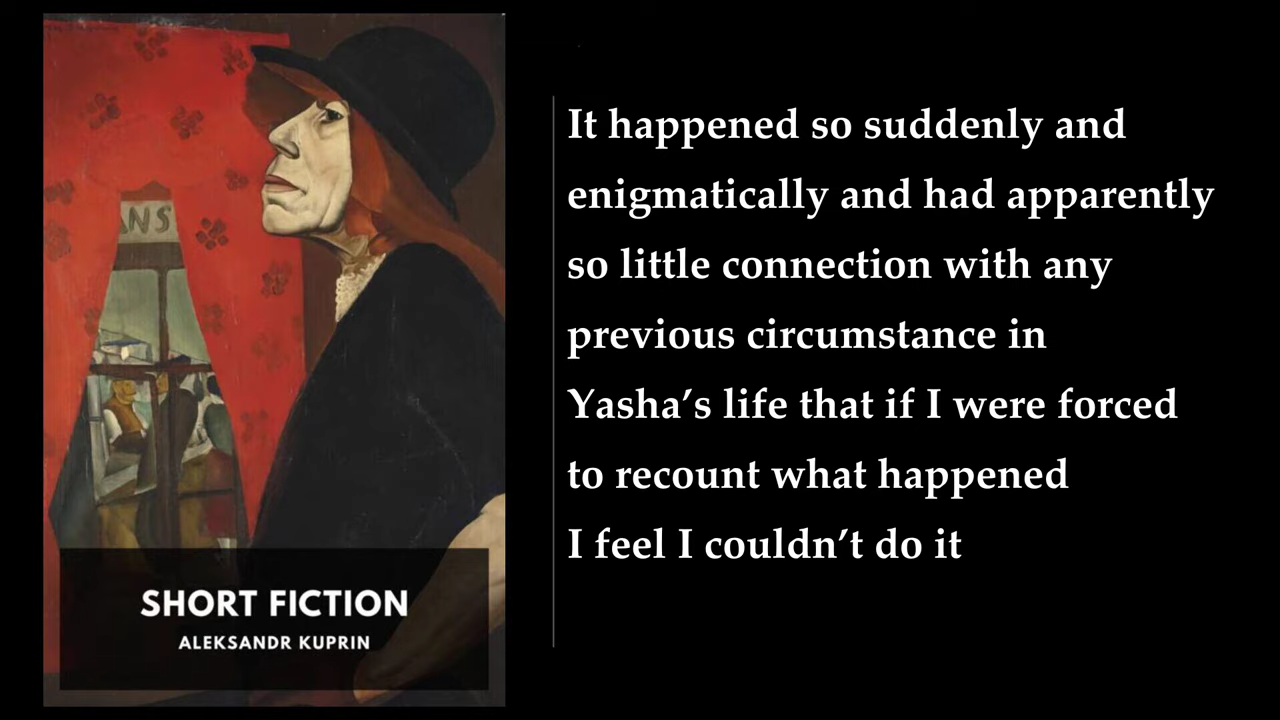 ANS
SHORT FICTION
ALEKSANDR KUPRIN
It happened so suddenly and
enigmatically and had apparently
so little connection with any
previous circumstance in
Yasha’s life that if I were forced
to recount what happened
I feel I couldn’t do it